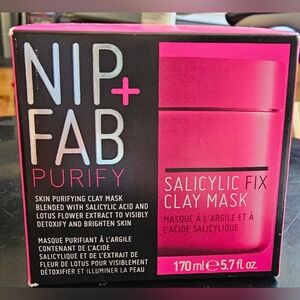 NIP+
FAB
PURIFY
SKIN PURIFYING CLAY MASK
BLENDED WITH SALICYLIC ACID AND
LOTUS FLOWER EXTRACT TO VISIBLY
DETOXIFY AND BRIGHTEN SKIN
MASQUE PURIFIANT À L'ARGILE
CONTENANT DE L'ACIDE
SALICYLIQUE ET DE L'EXTRAIT DE
FLEUR DE LOTUS POUR VISIBLEMENT
DÉTOXIFIER ET ILLUMINER LA PEAU
SALICYLIC FIX
CLAY MASK
MASQUE À L'ARGILE ET À
L'ACIDE SALICYLIQUE
170 ml ℮ 5.7 fl. oz.